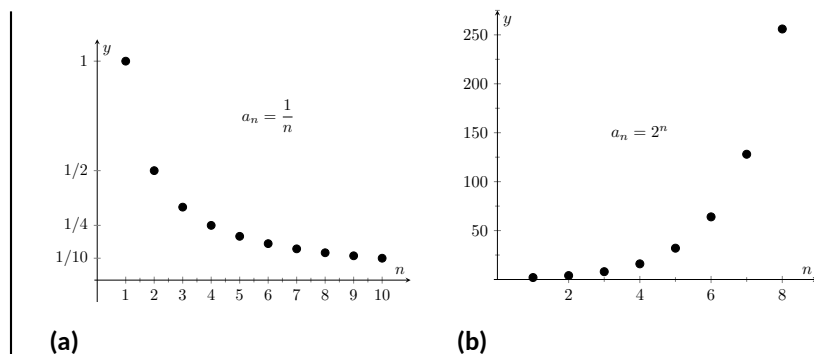 y
1
1/2
1/4
1/10
a_n = 1/n
n
1 2 3 4 5 6 7 8 9 10
(a)
y
250
200
150
100
50
a_n = 2^n
n
2 4 6 8
(b)